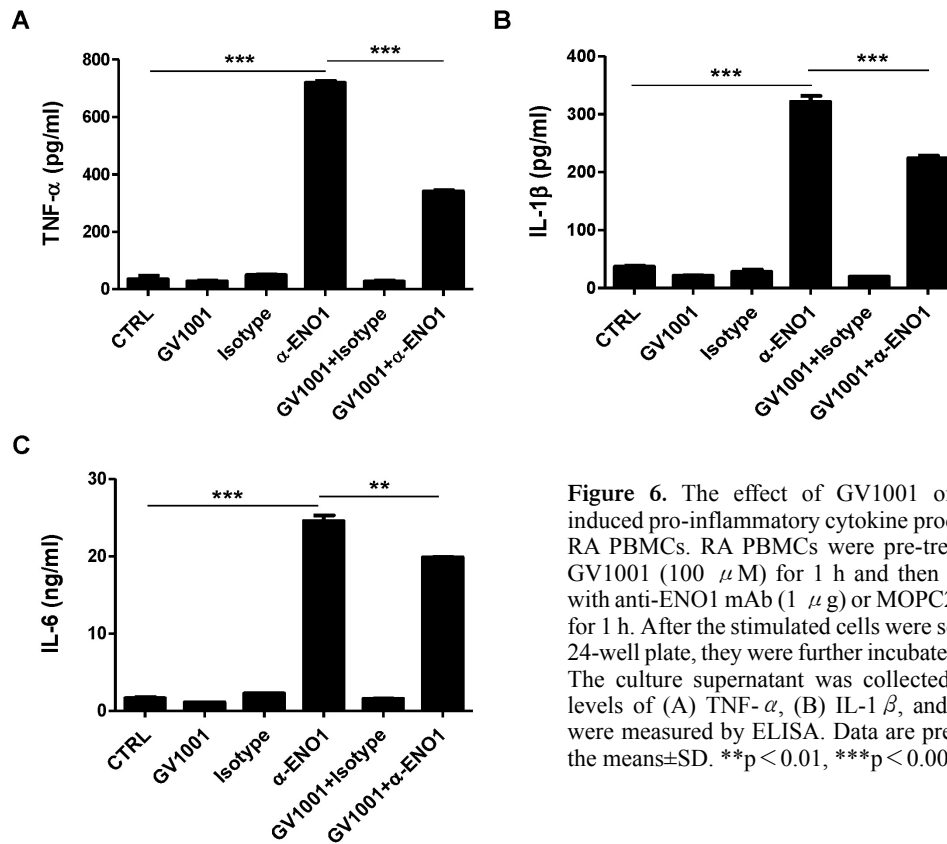 A
TNF-α (pg/ml)
800
600
400
200
0
***
***
CTRL
GV1001
Isotype
α-ENO1
GV1001+Isotype
GV1001+α-ENO1
B
IL-1β (pg/ml)
400
300
200
100
0
***
***
CTRL
GV1001
Isotype
α-ENO1
GV1001+Isotype
GV1001+α-ENO1
C
IL-6 (ng/ml)
30
20
10
0
***
**
CTRL
GV1001
Isotype
α-ENO1
GV1001+Isotype
GV1001+α-ENO1
Figure 6. The effect of GV1001 o
induced pro-inflammatory cytokine pro
RA PBMCs. RA PBMCs were pre-tre
GV1001 (100 μM) for 1 h and then
with anti-ENO1 mAb (1 μg) or MOPC2
for 1 h. After the stimulated cells were s
24-well plate, they were further incubate
The culture supernatant was collected
levels of (A) TNF-α, (B) IL-1β, and
were measured by ELISA. Data are pre
the means±SD. **p<0.01, ***p<0.00